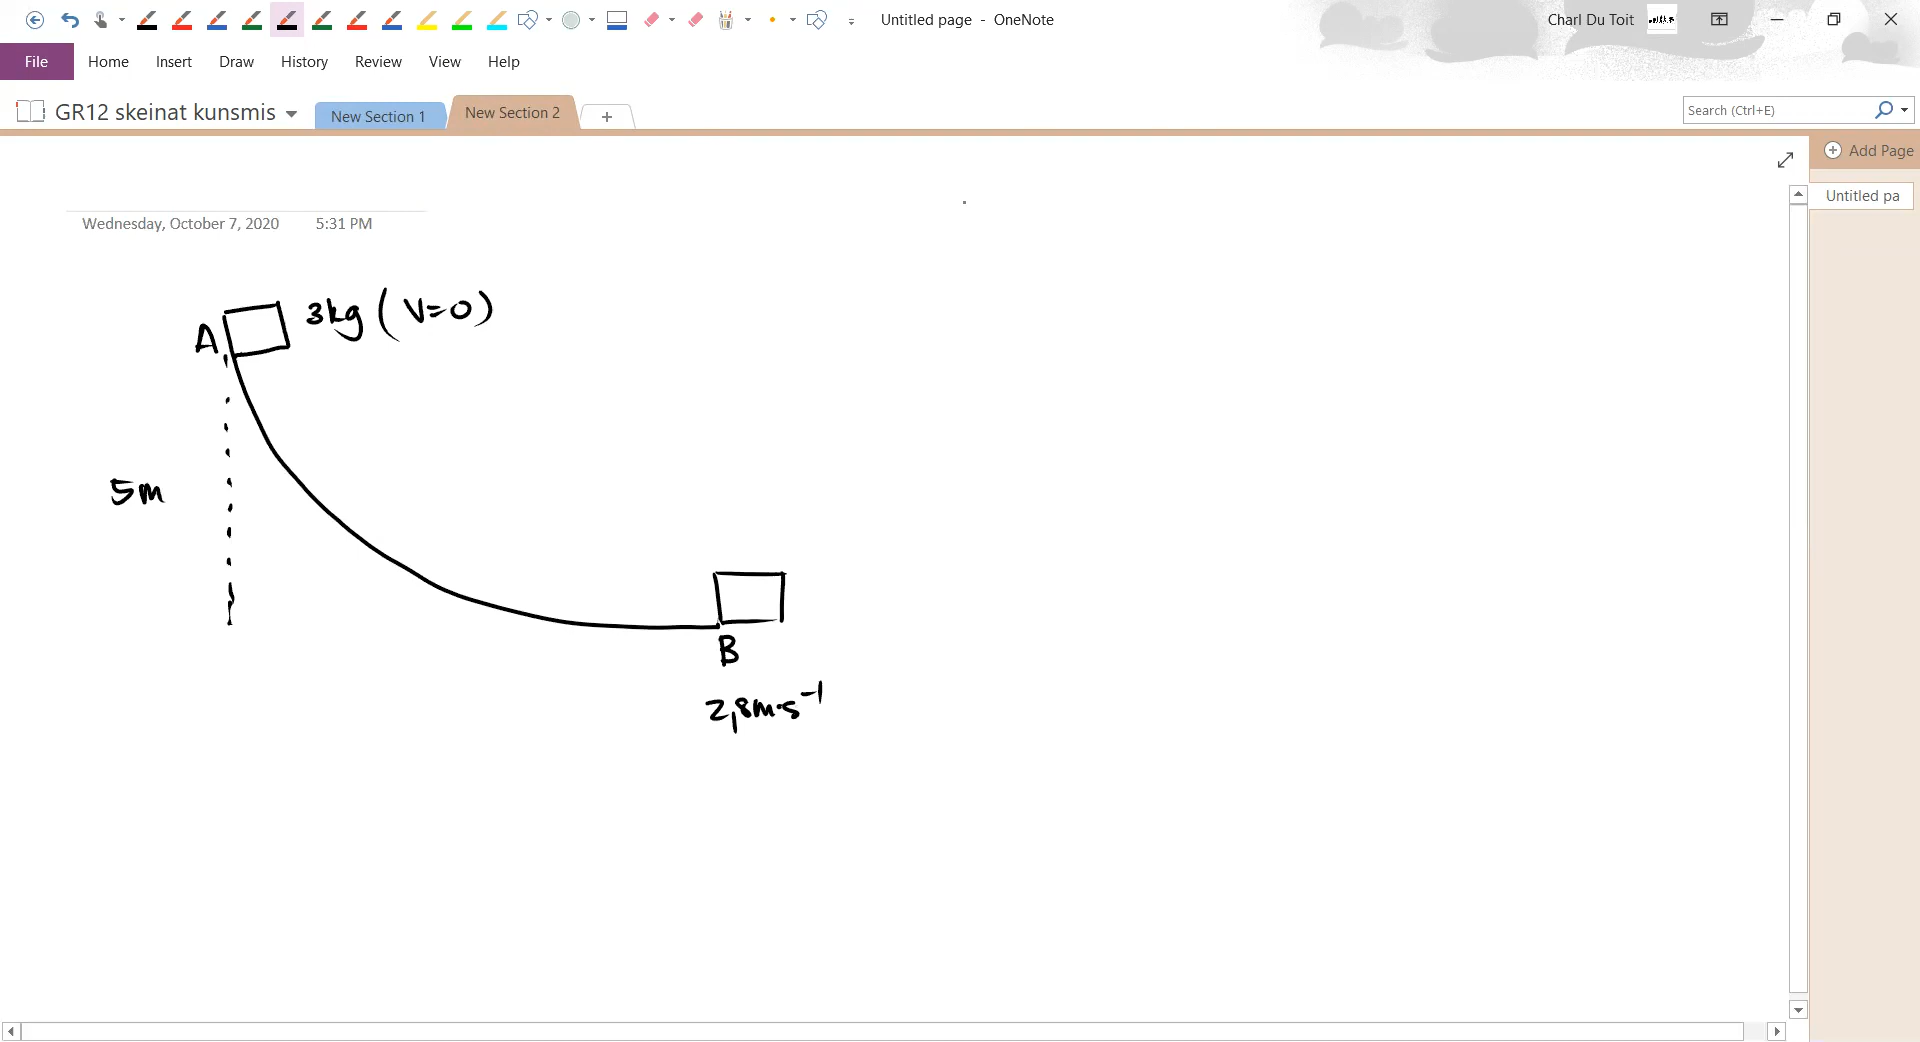 Untitled page - OneNote
Charl Du Toit
File Home Insert Draw History Review View Help
GR12 skeinat kunsmis
New Section 1
New Section 2
+
Search (Ctrl+E)
Add Page
Untitled pa
Wednesday, October 7, 2020 5:31 PM
A
3kg (V=0)
5m
B
2,8m·s⁻¹